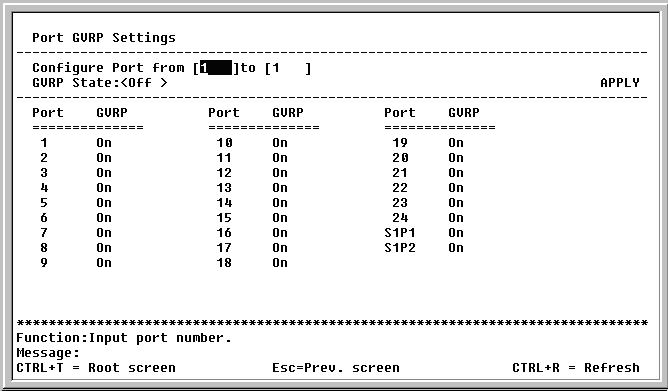 Port GVRP Settings
Configure Port from [1   ]to [1   ]
GVRP State:<Off >                                        APPLY
Port    GVRP        Port    GVRP        Port    GVRP
==============      ==============      ==============
1       On          10      On          19      On
2       On          11      On          20      On
3       On          12      On          21      On
4       On          13      On          22      On
5       On          14      On          23      On
6       On          15      On          24      On
7       On          16      On          S1P1    On
8       On          17      On          S1P2    On
9       On          18      On
*******************************************************************************
Function:Input port number.
Message:
CTRL+T = Root screen            Esc=Prev. screen              CTRL+R = Refresh